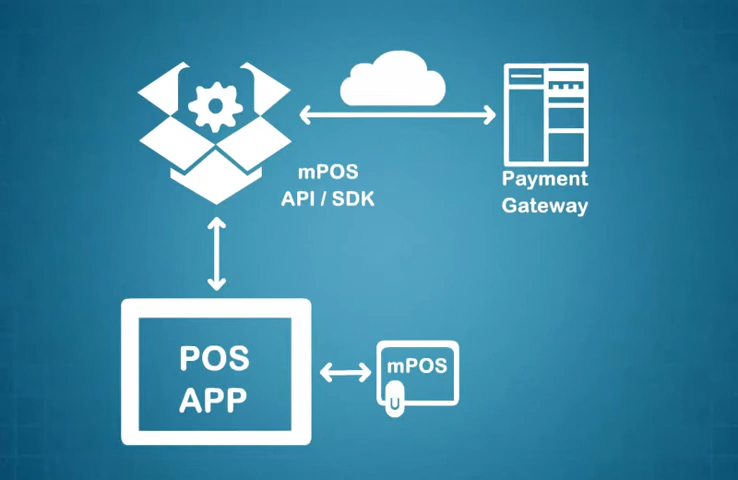 mPOS
API / SDK
Payment
Gateway
POS
APP
mPOS
U